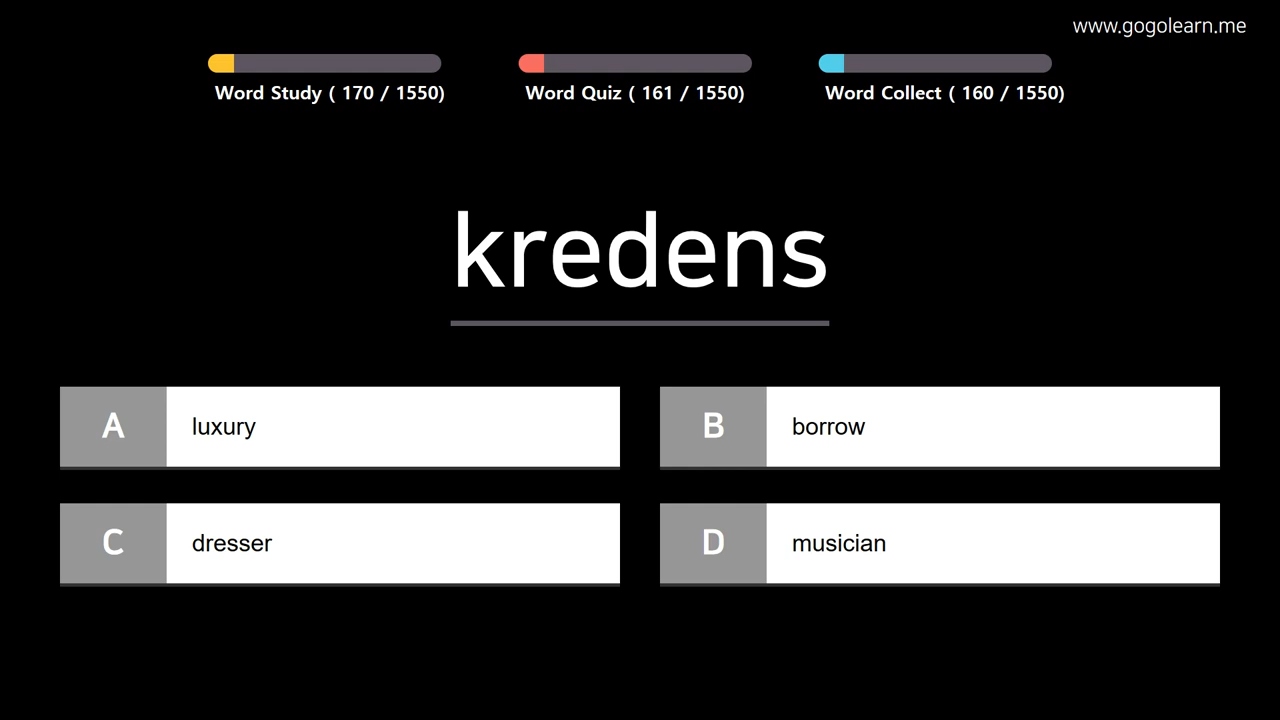 www.gogolearn.me
Word Study ( 170 / 1550)
Word Quiz ( 161 / 1550)
Word Collect ( 160 / 1550)
kredens
A luxury
B borrow
C dresser
D musician